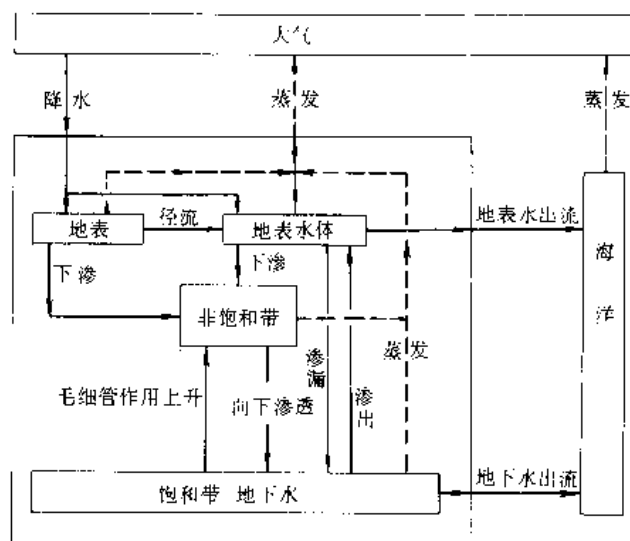 大气
降水
蒸发
蒸发
地表
径流
地表水体
地表水出流
海洋
下渗
下渗
非饱和带
蒸发
渗漏
渗出
毛细管作用上升
向下渗透
饱和带 地下水
地下水出流